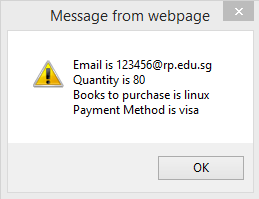 Message from webpage
Email is 123456@rp.edu.sg
Quantity is 80
Books to purchase is linux
Payment Method is visa
OK